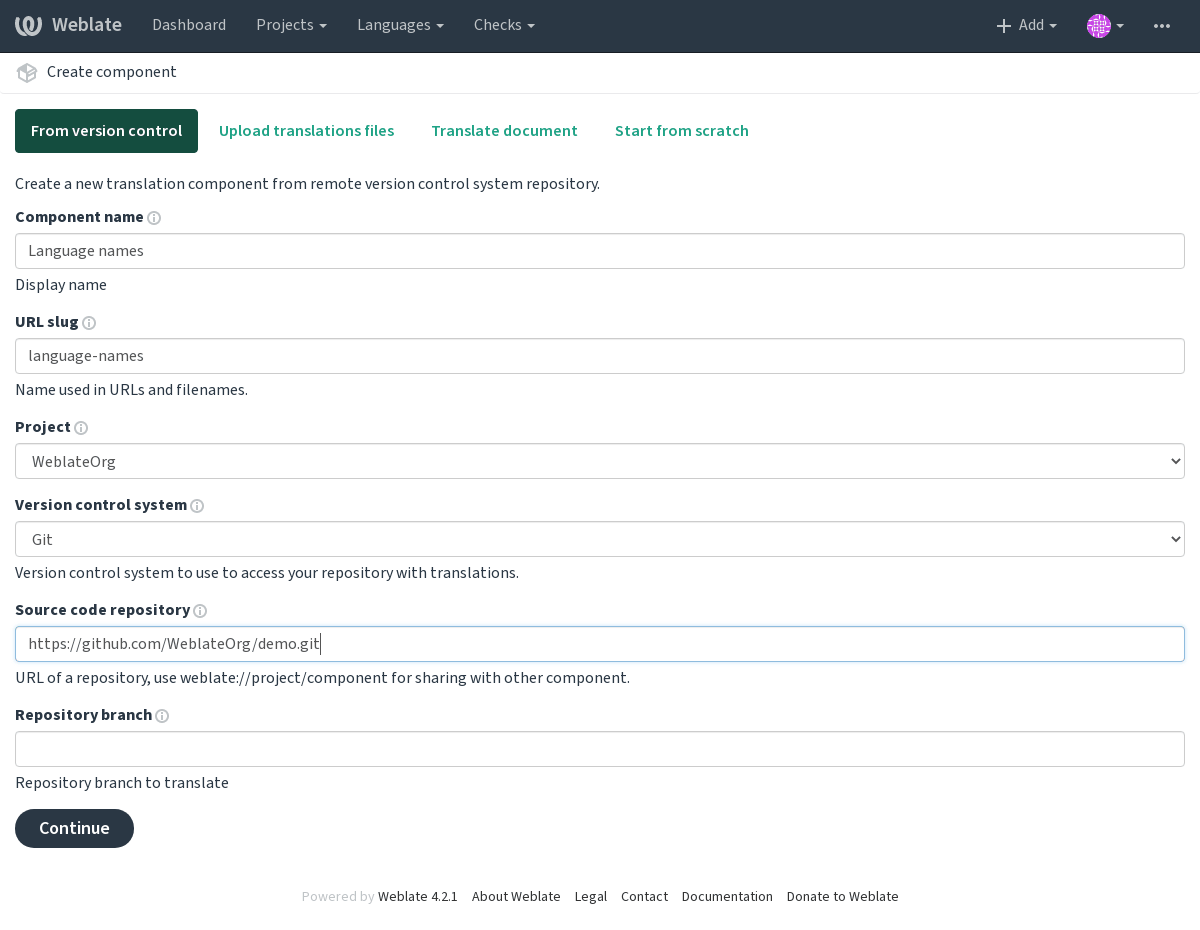 Weblate Dashboard Projects Languages Checks Add
Create component
From version control Upload translations files Translate document Start from scratch
Create a new translation component from remote version control system repository.
Component name
Language names
Display name
URL slug
language-names
Name used in URLs and filenames.
Project
WeblateOrg
Version control system
Git
Version control system to use to access your repository with translations.
Source code repository
https://github.com/WeblateOrg/demo.git
URL of a repository, use weblate://project/component for sharing with other component.
Repository branch
Repository branch to translate
Continue
Powered by Weblate 4.2.1 About Weblate Legal Contact Documentation Donate to Weblate